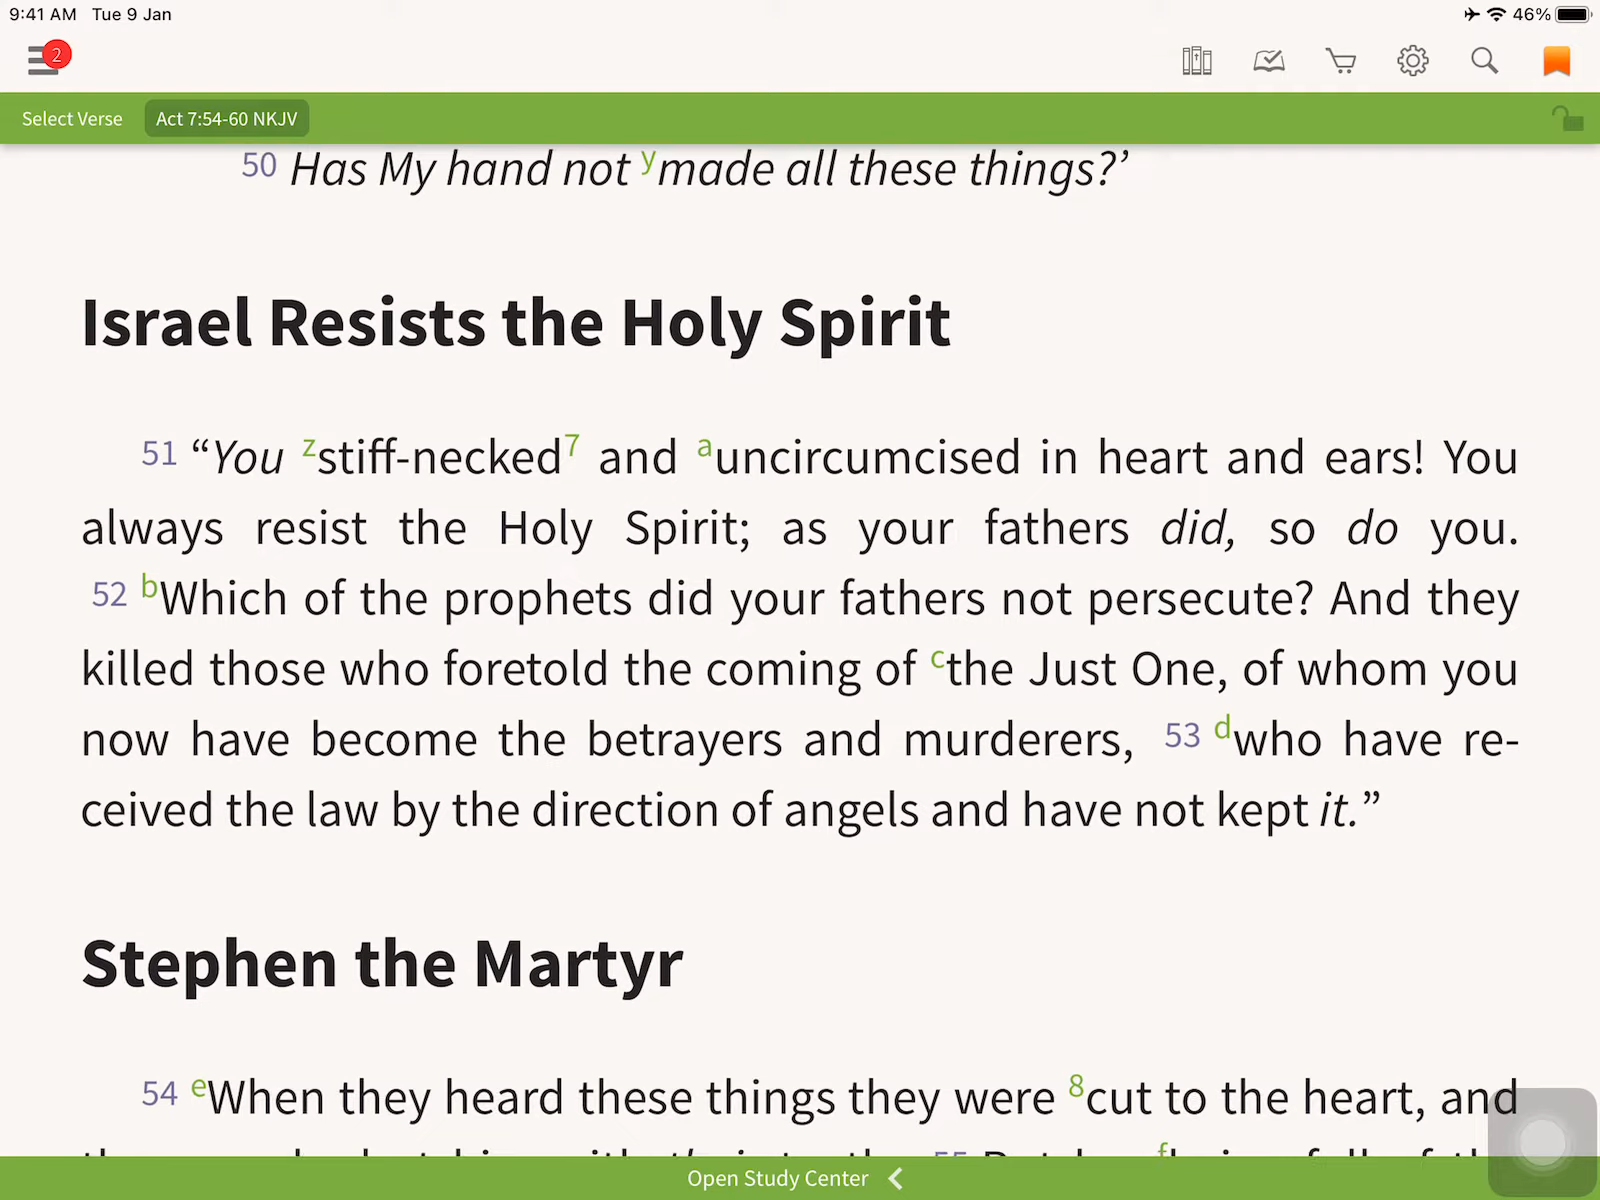 9:41 AM Tue 9 Jan
46%
2
Select Verse
Act 7:54-60 NKJV
50 Has My hand not ymade all these things?’
Israel Resists the Holy Spirit
51 “You zstiff-necked7 and auncircumcised in heart and ears! You
always resist the Holy Spirit; as your fathers did, so do you.
52 bWhich of the prophets did your fathers not persecute? And they
killed those who foretold the coming of cthe Just One, of whom you
now have become the betrayers and murderers, 53 dwho have re-
ceived the law by the direction of angels and have not kept it.”
Stephen the Martyr
54 eWhen they heard these things they were 8cut to the heart, and
Open Study Center